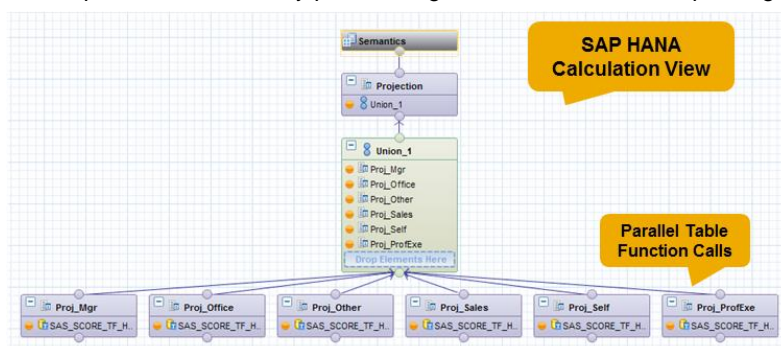 Semantics
SAP HANA
Calculation View
Projection
Union_1
Union_1
Proj_Mgr
Proj_Office
Proj_Other
Proj_Sales
Proj_Self
Proj_ProfExe
Drop Elements Here
Parallel Table
Function Calls
Proj_Mgr
Proj_Office
Proj_Other
Proj_Sales
Proj_Self
Proj_ProfExe
SAS_SCORE_TF_H..
SAS_SCORE_TF_H..
SAS_SCORE_TF_H..
SAS_SCORE_TF_H..
SAS_SCORE_TF_H..
SAS_SCORE_TF_H..